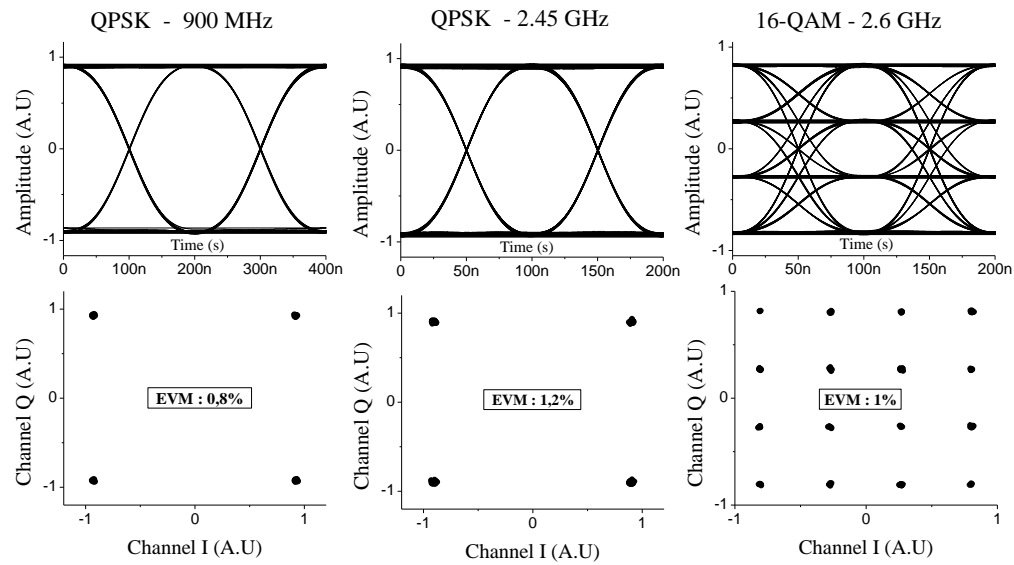 QPSK - 900 MHz
QPSK - 2.45 GHz
16-QAM - 2.6 GHz
Amplitude (A.U)
1
0
-1
Time (s)
0
100n
200n
300n
400n
Amplitude (A.U)
1
0
-1
Time (s)
0
50n
100n
150n
200n
Amplitude (A.U)
1
0
-1
Time (s)
0
50n
100n
150n
200n
Channel Q (A.U)
1
0
-1
EVM : 0,8%
-1
0
1
Channel I (A.U)
Channel Q (A.U)
1
0
-1
EVM : 1,2%
-1
0
1
Channel I (A.U)
Channel Q (A.U)
1
0
-1
EVM : 1%
-1
0
1
Channel I (A.U)